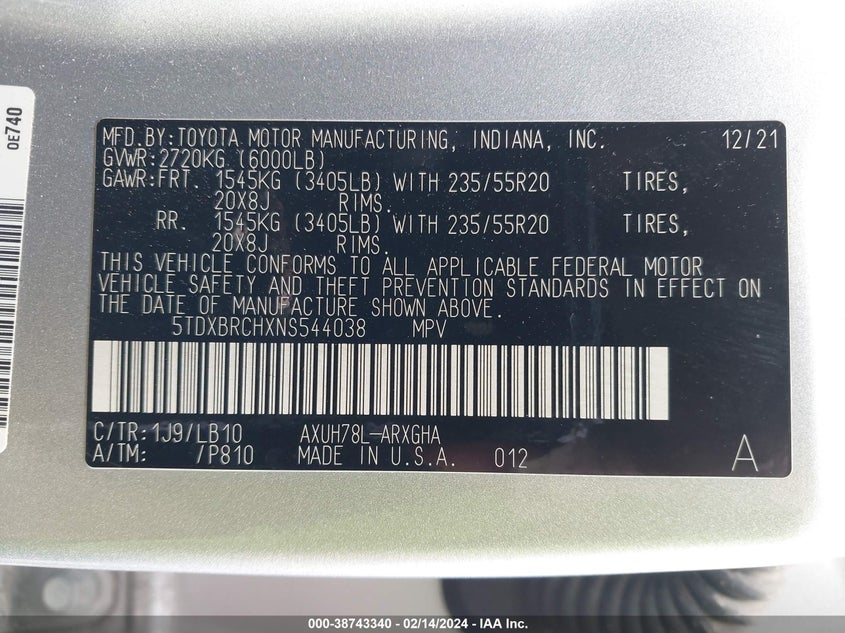 0E740
MFD.BY:TOYOTA MOTOR MANUFACTURING, INDIANA, INC. 12/21
GVWR:2720KG (6000LB)
GAWR:FRT. 1545KG (3405LB) WITH 235/55R20 TIRES,
20X8J RIMS.
RR. 1545KG (3405LB) WITH 235/55R20 TIRES,
20X8J RIMS.
THIS VEHICLE CONFORMS TO ALL APPLICABLE FEDERAL MOTOR
VEHICLE SAFETY AND THEFT PREVENTION STANDARDS IN EFFECT ON
THE DATE OF MANUFACTURE SHOWN ABOVE.
5TDXBRCHXNS544038 MPV
C/TR:1J9/LB10 AXUH78L-ARXGHA
A/TM: /P810 MADE IN U.S.A. 012 A
000-38743340 - 02/14/2024 - IAA Inc.